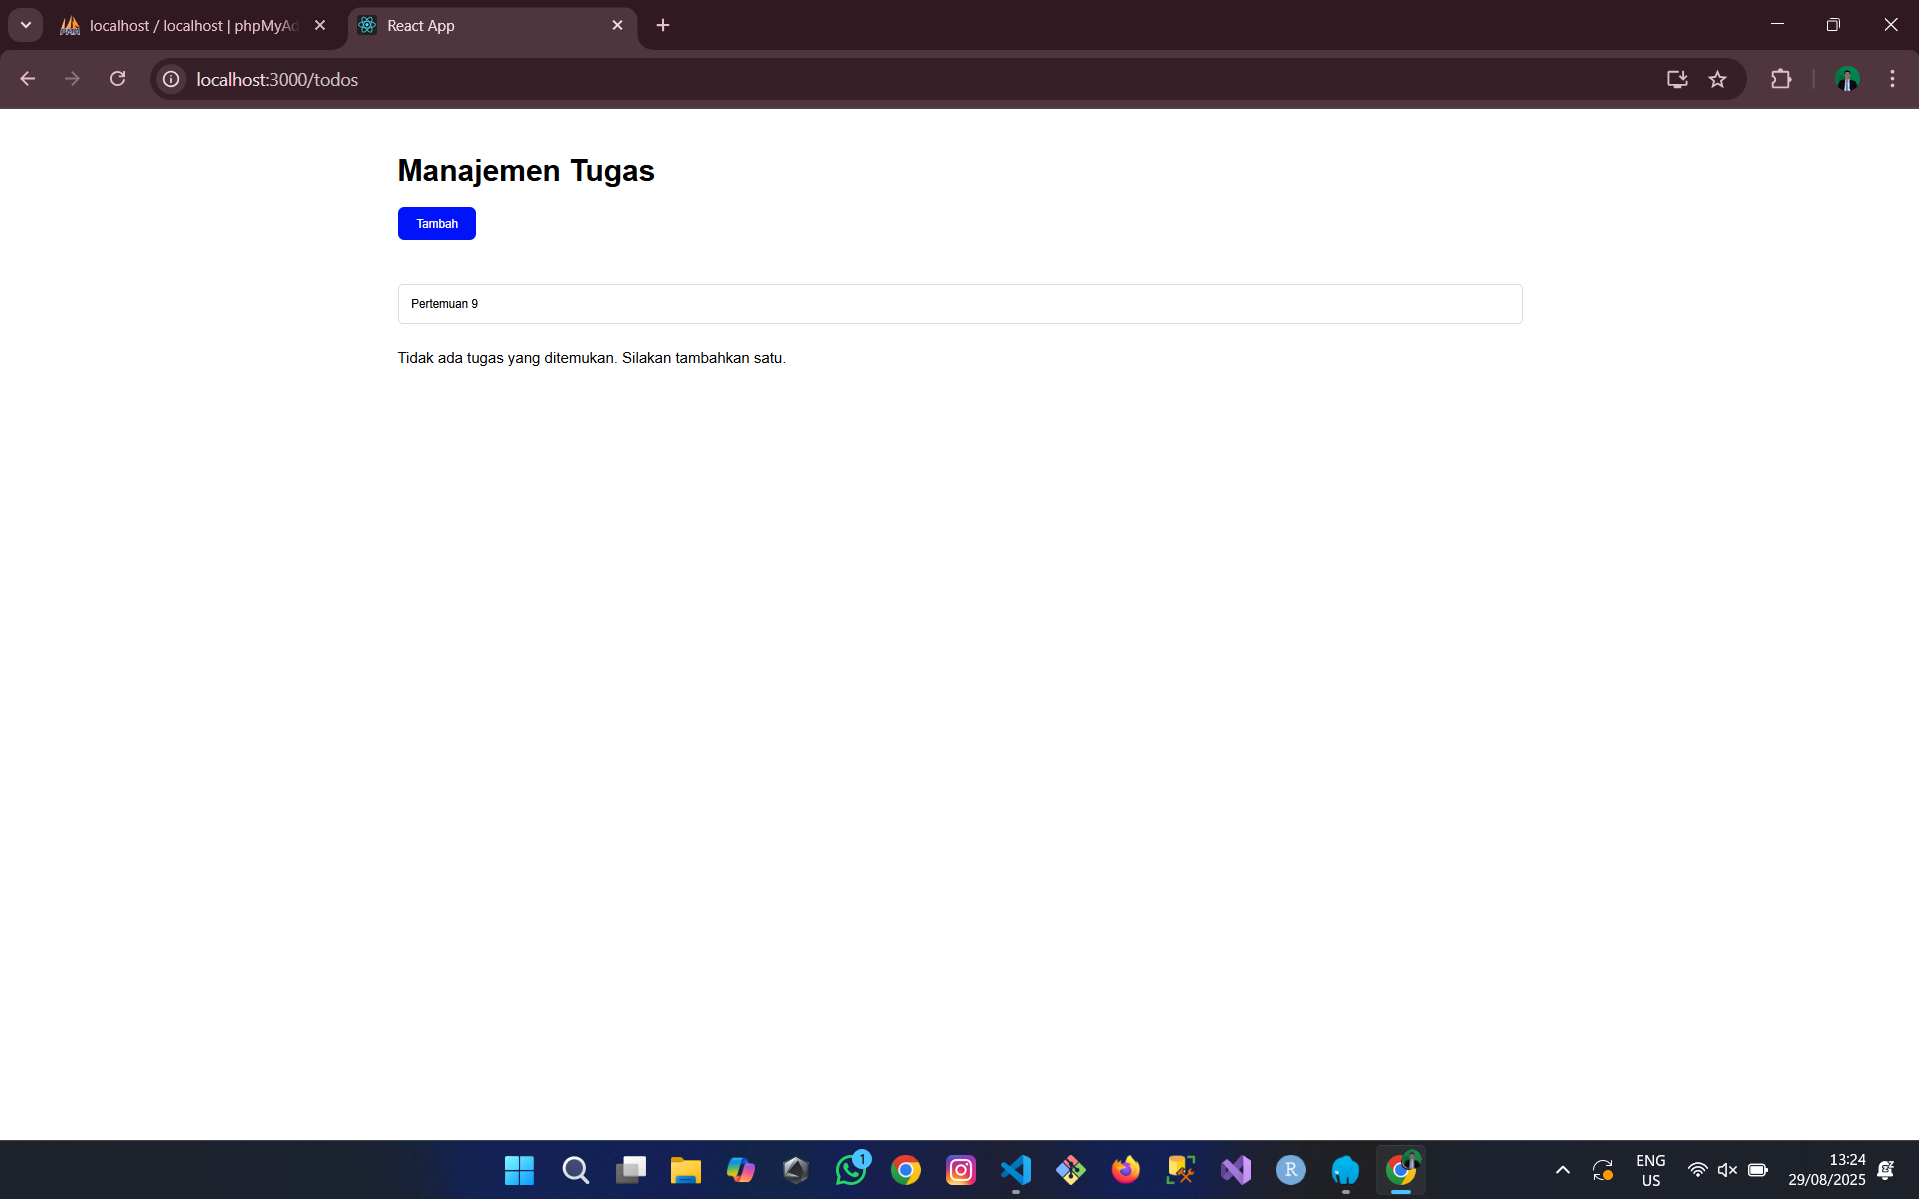 localhost / localhost | phpMyAd
React App
localhost:3000/todos
Manajemen Tugas
Tambah
Pertemuan 9
Tidak ada tugas yang ditemukan. Silakan tambahkan satu.
1
R
ENG
US
13:24
29/08/2025